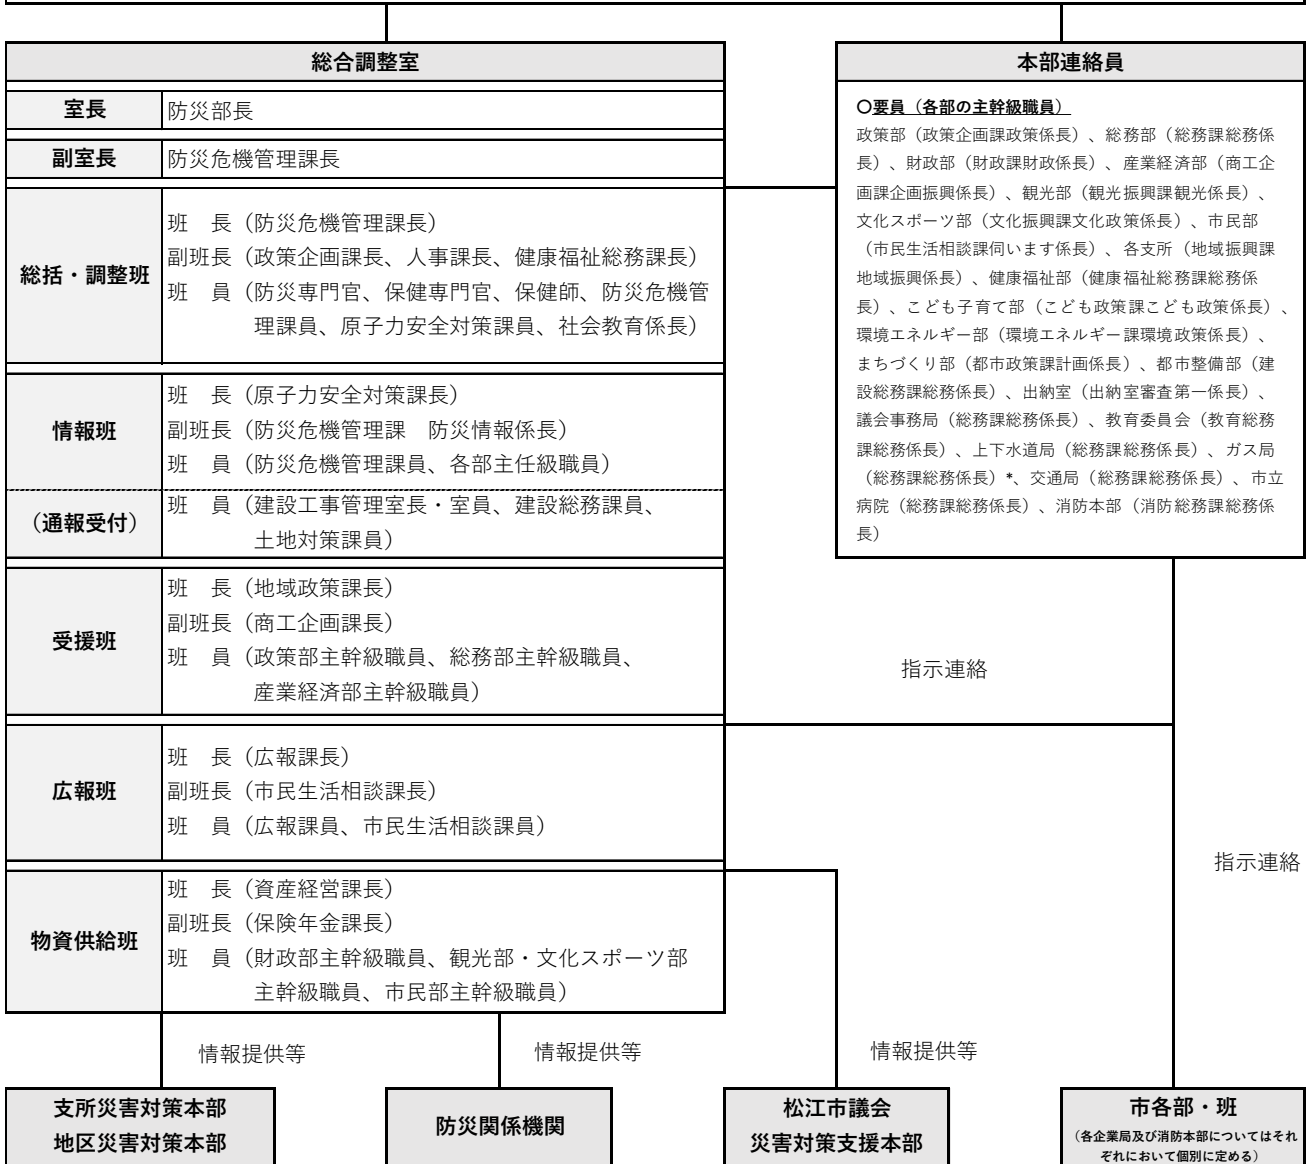 総合調整室
室長
防災部長
副室長
防災危機管理課長
総括・調整班
班　長（防災危機管理課長）
副班長（政策企画課長、人事課長、健康福祉総務課長）
班　員（防災専門官、保健専門官、保健師、防災危機管
理課員、原子力安全対策課員、社会教育係長）
情報班
班　長（原子力安全対策課長）
副班長（防災危機管理課　防災情報係長）
班　員（防災危機管理課員、各部主任級職員）
（通報受付）
班　員（建設工事管理室長・室員、建設総務課員、
土地対策課員）
受援班
班　長（地域政策課長）
副班長（商工企画課長）
班　員（政策部主幹級職員、総務部主幹級職員、
産業経済部主幹級職員）
広報班
班　長（広報課長）
副班長（市民生活相談課長）
班　員（広報課員、市民生活相談課員）
物資供給班
班　長（資産経営課長）
副班長（保険年金課長）
班　員（財政部主幹級職員、観光部・文化スポーツ部
主幹級職員、市民部主幹級職員）
本部連絡員
〇要員（各部の主幹級職員）
政策部（政策企画課政策係長）、総務部（総務課総務係
長）、財政部（財政課財政係長）、産業経済部（商工企
画課企画振興係長）、観光部（観光振興課観光係長）、
文化スポーツ部（文化振興課文化政策係長）、市民部
（市民生活相談課伺います係長）、各支所（地域振興課
地域振興係長）、健康福祉部（健康福祉総務課総務係
長）、こども子育て部（こども政策課こども政策係長）、
環境エネルギー部（環境エネルギー課環境政策係長）、
まちづくり部（都市政策課計画係長）、都市整備部（建
設総務課総務係長）、出納室（出納室審査第一係長）、
議会事務局（総務課総務係長）、教育委員会（教育総務
課総務係長）、上下水道局（総務課総務係長）、ガス局
（総務課総務係長）*、交通局（総務課総務係長）、市立
病院（総務課総務係長）、消防本部（消防総務課総務係
長）
指示連絡
指示連絡
情報提供等
情報提供等
情報提供等
支所災害対策本部
地区災害対策本部
防災関係機関
松江市議会
災害対策支援本部
市各部・班
（各企業局及び消防本部についてはそれ
ぞれにおいて個別に定める）